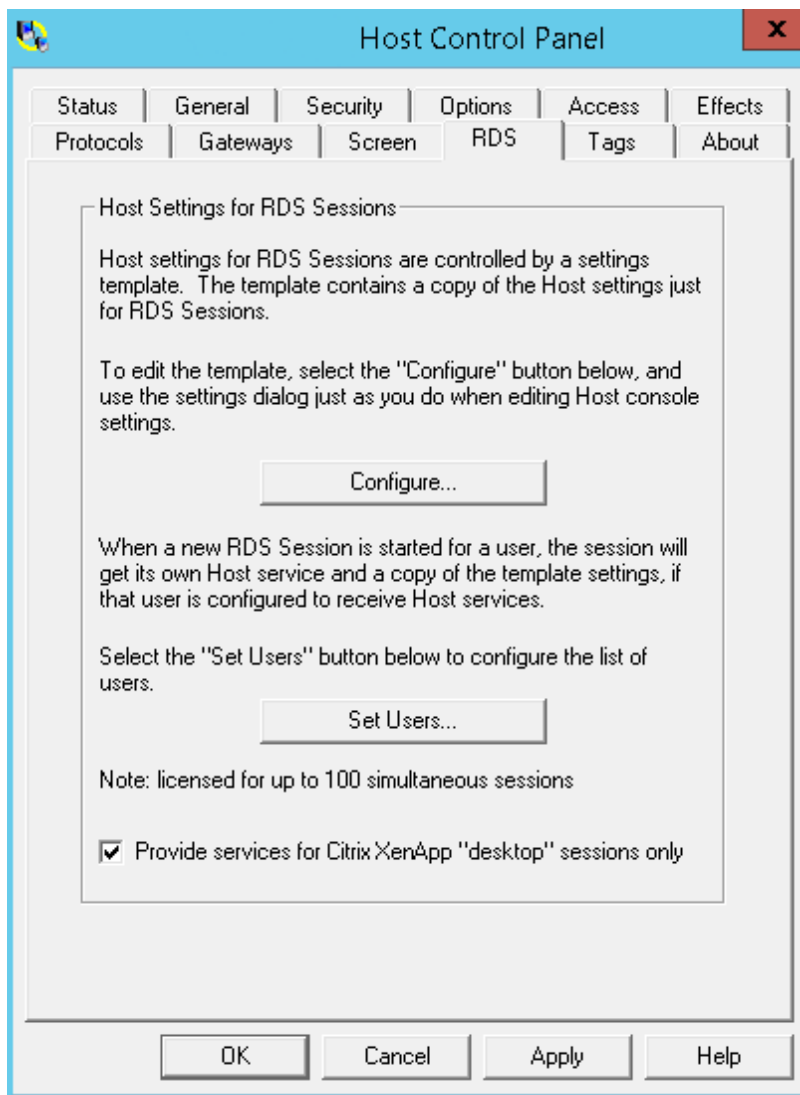 Host Control Panel
x
Status
General
Security
Options
Access
Effects
Protocols
Gateways
Screen
RDS
Tags
About
Host Settings for RDS Sessions
Host settings for RDS Sessions are controlled by a settings
template. The template contains a copy of the Host settings just
for RDS Sessions.
To edit the template, select the "Configure" button below, and
use the settings dialog just as you do when editing Host console
settings.
Configure...
When a new RDS Session is started for a user, the session will
get its own Host service and a copy of the template settings, if
that user is configured to receive Host services.
Select the "Set Users" button below to configure the list of
users.
Set Users...
Note: licensed for up to 100 simultaneous sessions
Provide services for Citrix XenApp "desktop" sessions only
OK
Cancel
Apply
Help